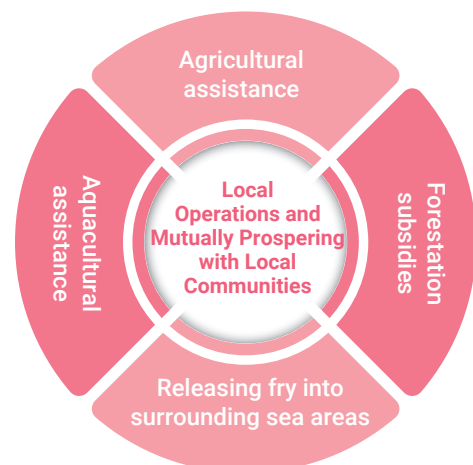 Agricultural
assistance
Aquacultural
assistance
Local
Operations and
Mutually Prospering
with Local
Communities
Forestation
subsidies
Releasing fry into
surrounding sea areas